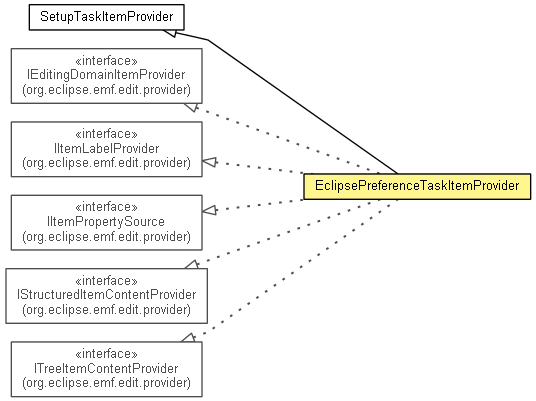 SetupTaskItemProvider
«interface»
IEditingDomainItemProvider
(org.eclipse.emf.edit.provider)
«interface»
IItemLabelProvider
(org.eclipse.emf.edit.provider)
EclipsePreferenceTaskItemProvider
«interface»
IItemPropertySource
(org.eclipse.emf.edit.provider)
«interface»
IStructuredItemContentProvider
(org.eclipse.emf.edit.provider)
«interface»
ITreeItemContentProvider
(org.eclipse.emf.edit.provider)